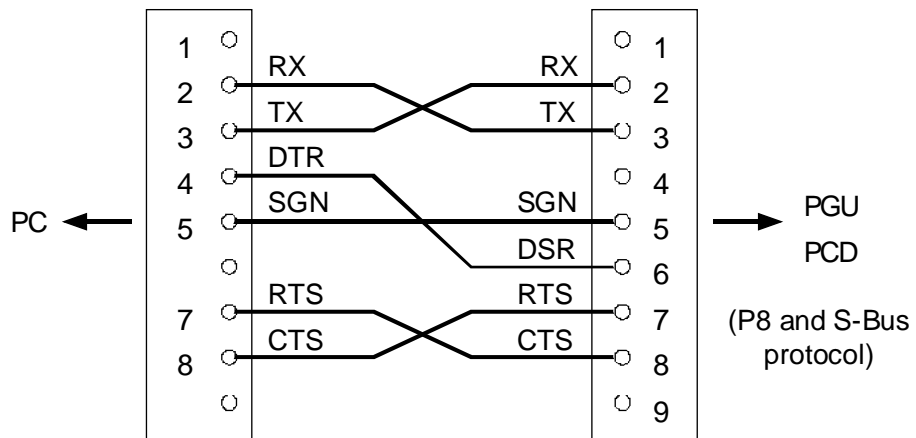 1 1
RX RX
2 2
TX TX
3 3
DTR
4 4
SGN SGN
PC 5 5 PGU
DSR PCD
6
RTS RTS
7 7 (P8 and S-Bus
CTS CTS protocol)
8 8
9